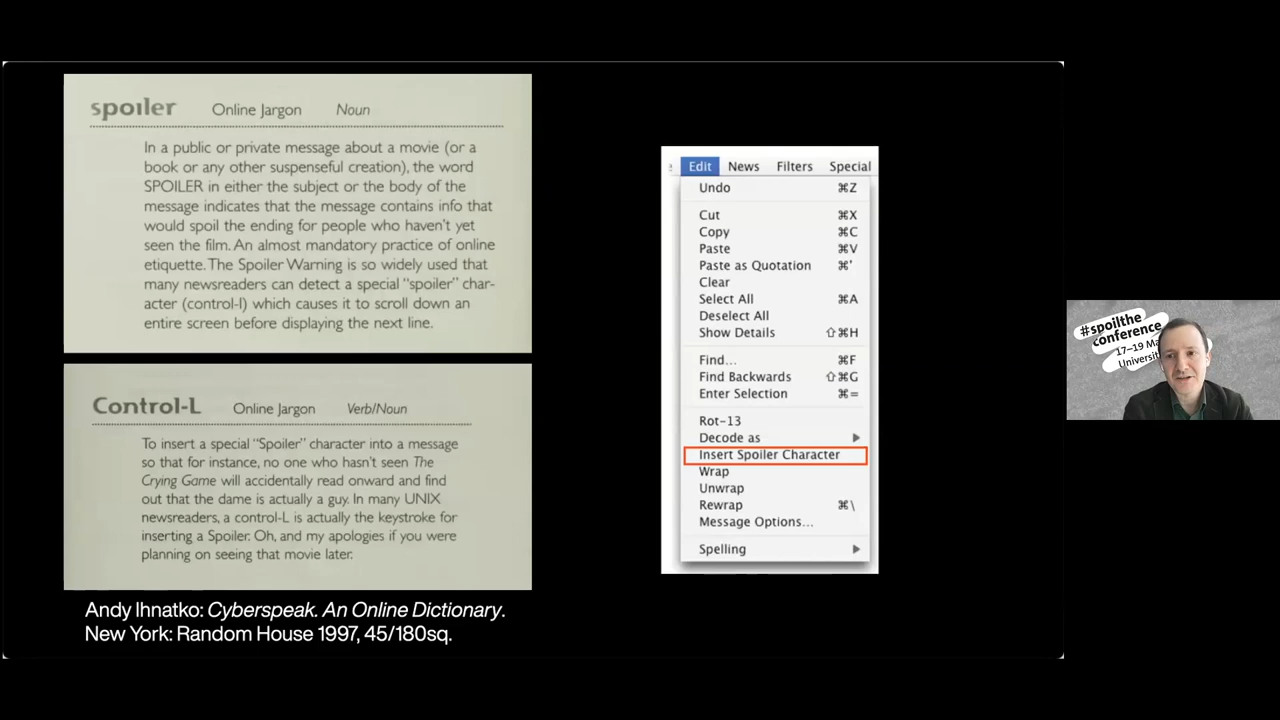 spoiler Online Jargon Noun
In a public or private message about a movie (or a
book or any other suspenseful creation), the word
SPOILER in either the subject or the body of the
message indicates that the message contains info that
would spoil the ending for people who haven't yet
seen the film. An almost mandatory practice of online
etiquette. The Spoiler Warning is so widely used that
many newsreaders can detect a special "spoiler" char-
acter (control-l) which causes it to scroll down an
entire screen before displaying the next line.
Control-L Online Jargon Verb/Noun
To insert a special "Spoiler" character into a message
so that for instance, no one who hasn't seen The
Crying Game will accidentally read onward and find
out that the dame is actually a guy. In many UNIX
newsreaders, a control-L is actually the keystroke for
inserting a Spoiler. Oh, and my apologies if you were
planning on seeing that movie later.
Andy Ihnatko: Cyberspeak. An Online Dictionary.
New York: Random House 1997, 45/180sq.
Edit News Filters Special
Undo ⌘Z
Cut ⌘X
Copy ⌘C
Paste ⌘V
Paste as Quotation ⌘'
Clear
Select All ⌘A
Deselect All
Show Details ⇧⌘H
Find... ⌘F
Find Backwards ⇧⌘G
Enter Selection ⌘=
Rot-13
Decode as
Insert Spoiler Character
Wrap
Unwrap
Rewrap ⌘\
Message Options...
Spelling
#spoilthe
conference
17–19